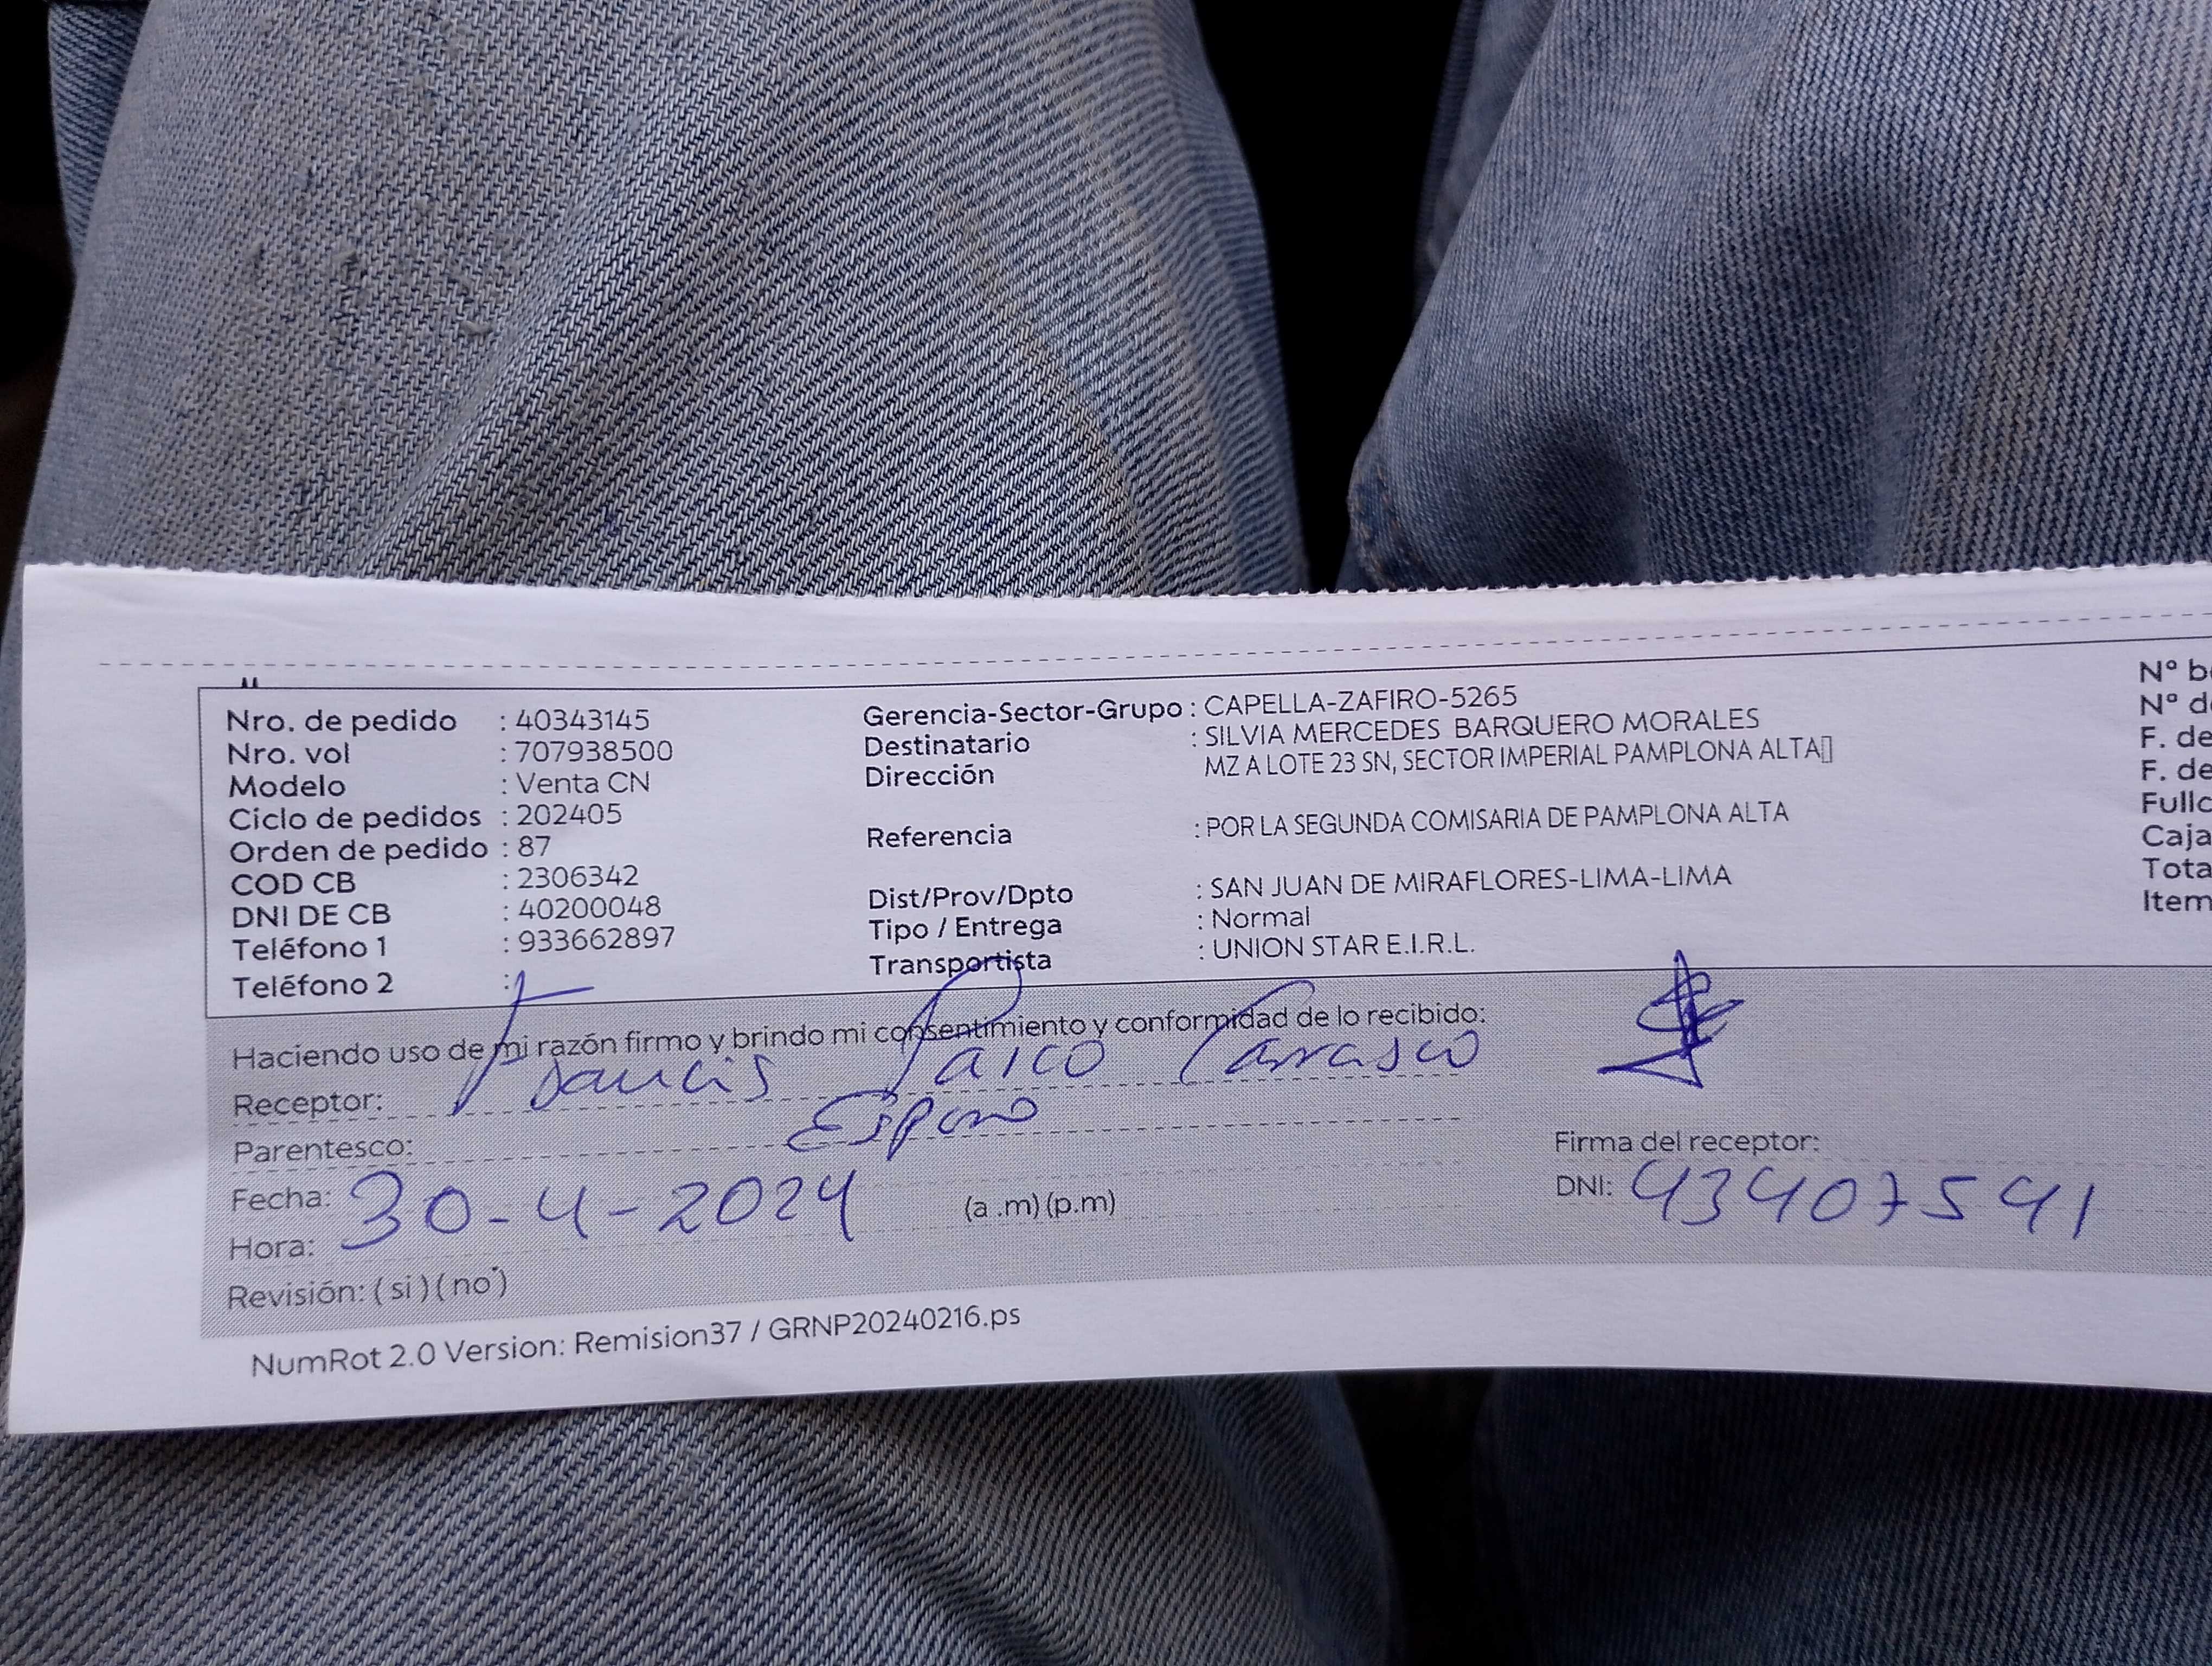 Nro. de pedido : 40343145
Nro. vol : 707938500
Modelo : Venta CN
Ciclo de pedidos : 202405
Orden de pedido : 87
COD CB : 2306342
DNI DE CB : 40200048
Teléfono 1 : 933662897
Teléfono 2 :
Gerencia-Sector-Grupo : CAPELLA-ZAFIRO-5265
Destinatario : SILVIA MERCEDES BARQUERO MORALES
Dirección MZ A LOTE 23 SN, SECTOR IMPERIAL PAMPLONA ALTA
Referencia : POR LA SEGUNDA COMISARIA DE PAMPLONA ALTA
Dist/Prov/Dpto : SAN JUAN DE MIRAFLORES-LIMA-LIMA
Tipo / Entrega : Normal
Transportista : UNION STAR E.I.R.L.
Nº
Nº
F. de
F. de
Haciendo uso de mi razón firmo y brindo mi consentimiento y conformidad de lo recibido:
Receptor: Francis Paico Carrasco
Parentesco: Esposo
Fecha: 30-4-2024
Hora: (a .m) (p.m)
Revisión: ( si ) ( no )
Firma del receptor:
DNI: 43407541
NumRot 2.0 Version: Remision37 / GRNP20240216.ps